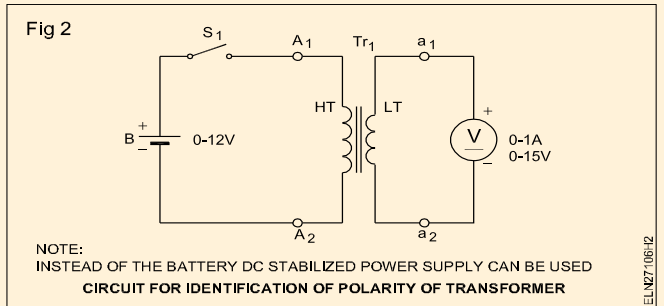 Fig 2
S1
A1
Tr1
a1
HT
LT
B
+
–
0-12V
+
V
–
0-1A
0-15V
A2
a2
NOTE:
INSTEAD OF THE BATTERY DC STABILIZED POWER SUPPLY CAN BE USED
CIRCUIT FOR IDENTIFICATION OF POLARITY OF TRANSFORMER
ELN27106H2